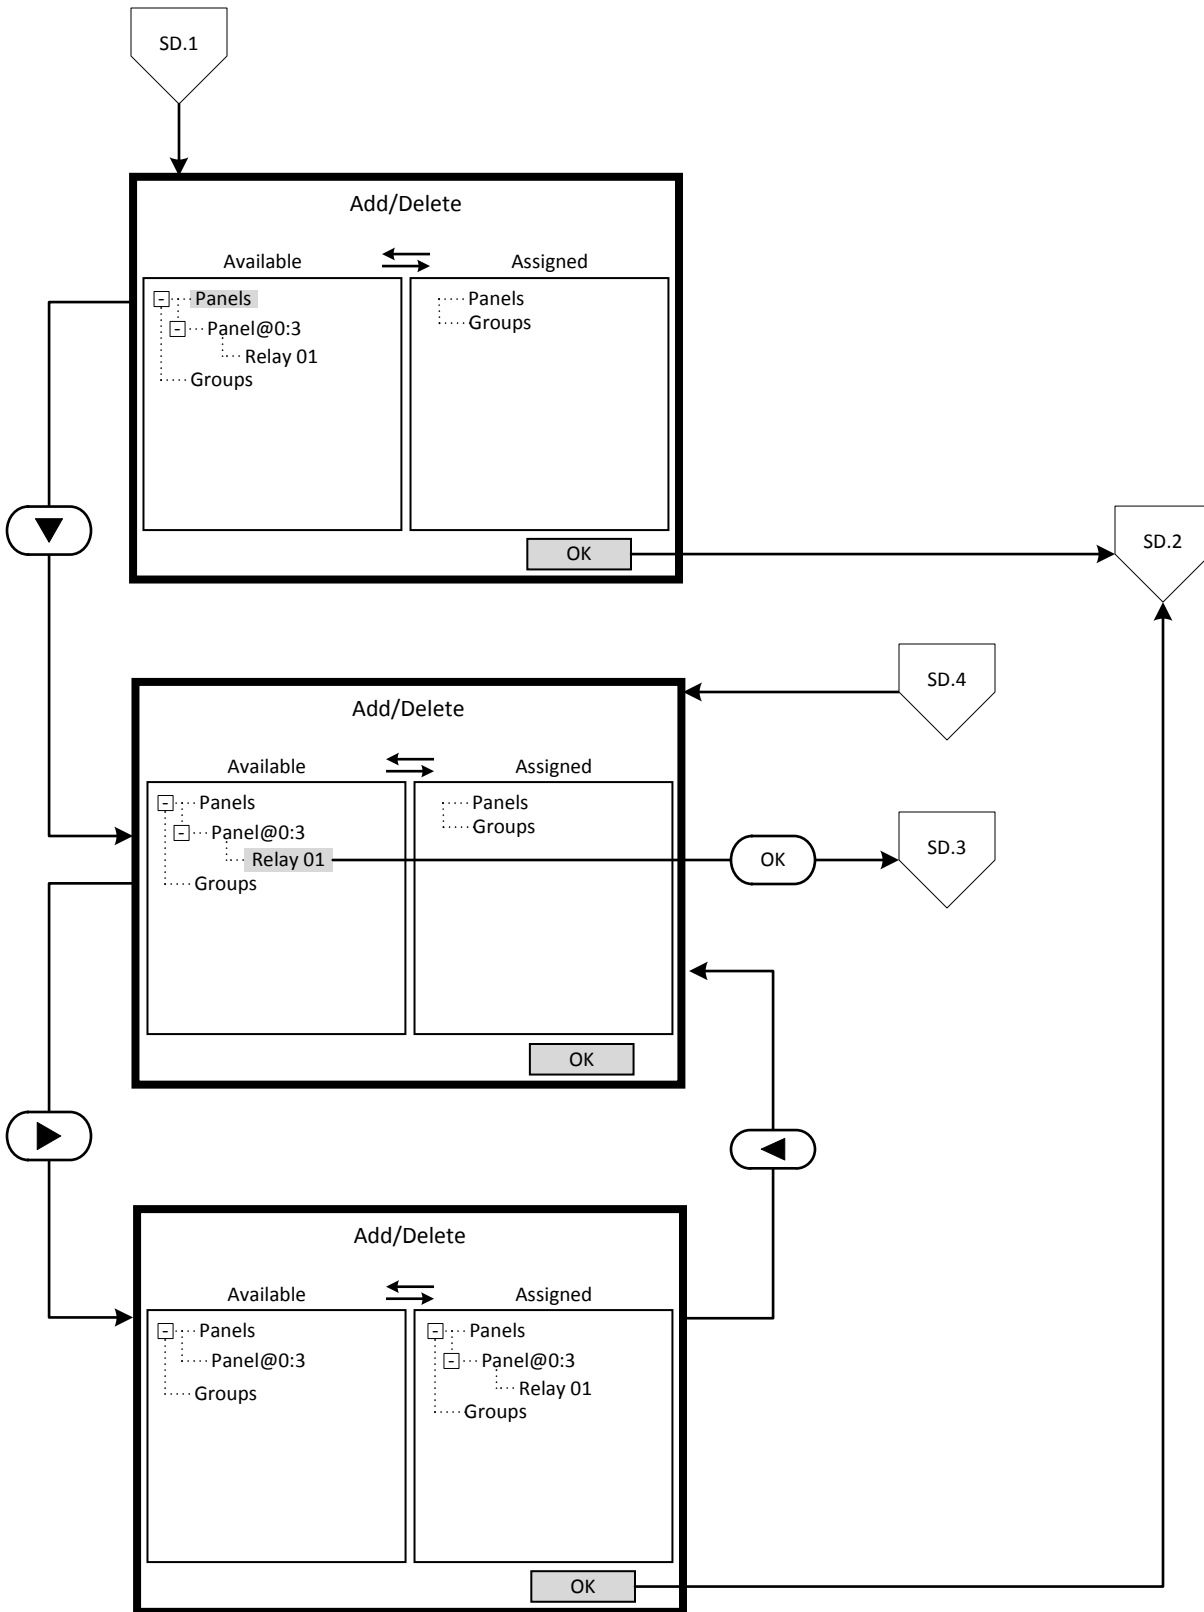 SD.1
Add/Delete
Available
Assigned
Panels
Panel@0:3
Relay 01
Groups
Panels
Groups
OK
SD.2
SD.4
Add/Delete
Available
Assigned
Panels
Panel@0:3
Relay 01
Groups
Panels
Groups
OK
SD.3
OK
Add/Delete
Available
Assigned
Panels
Panel@0:3
Groups
Panels
Panel@0:3
Relay 01
Groups
OK